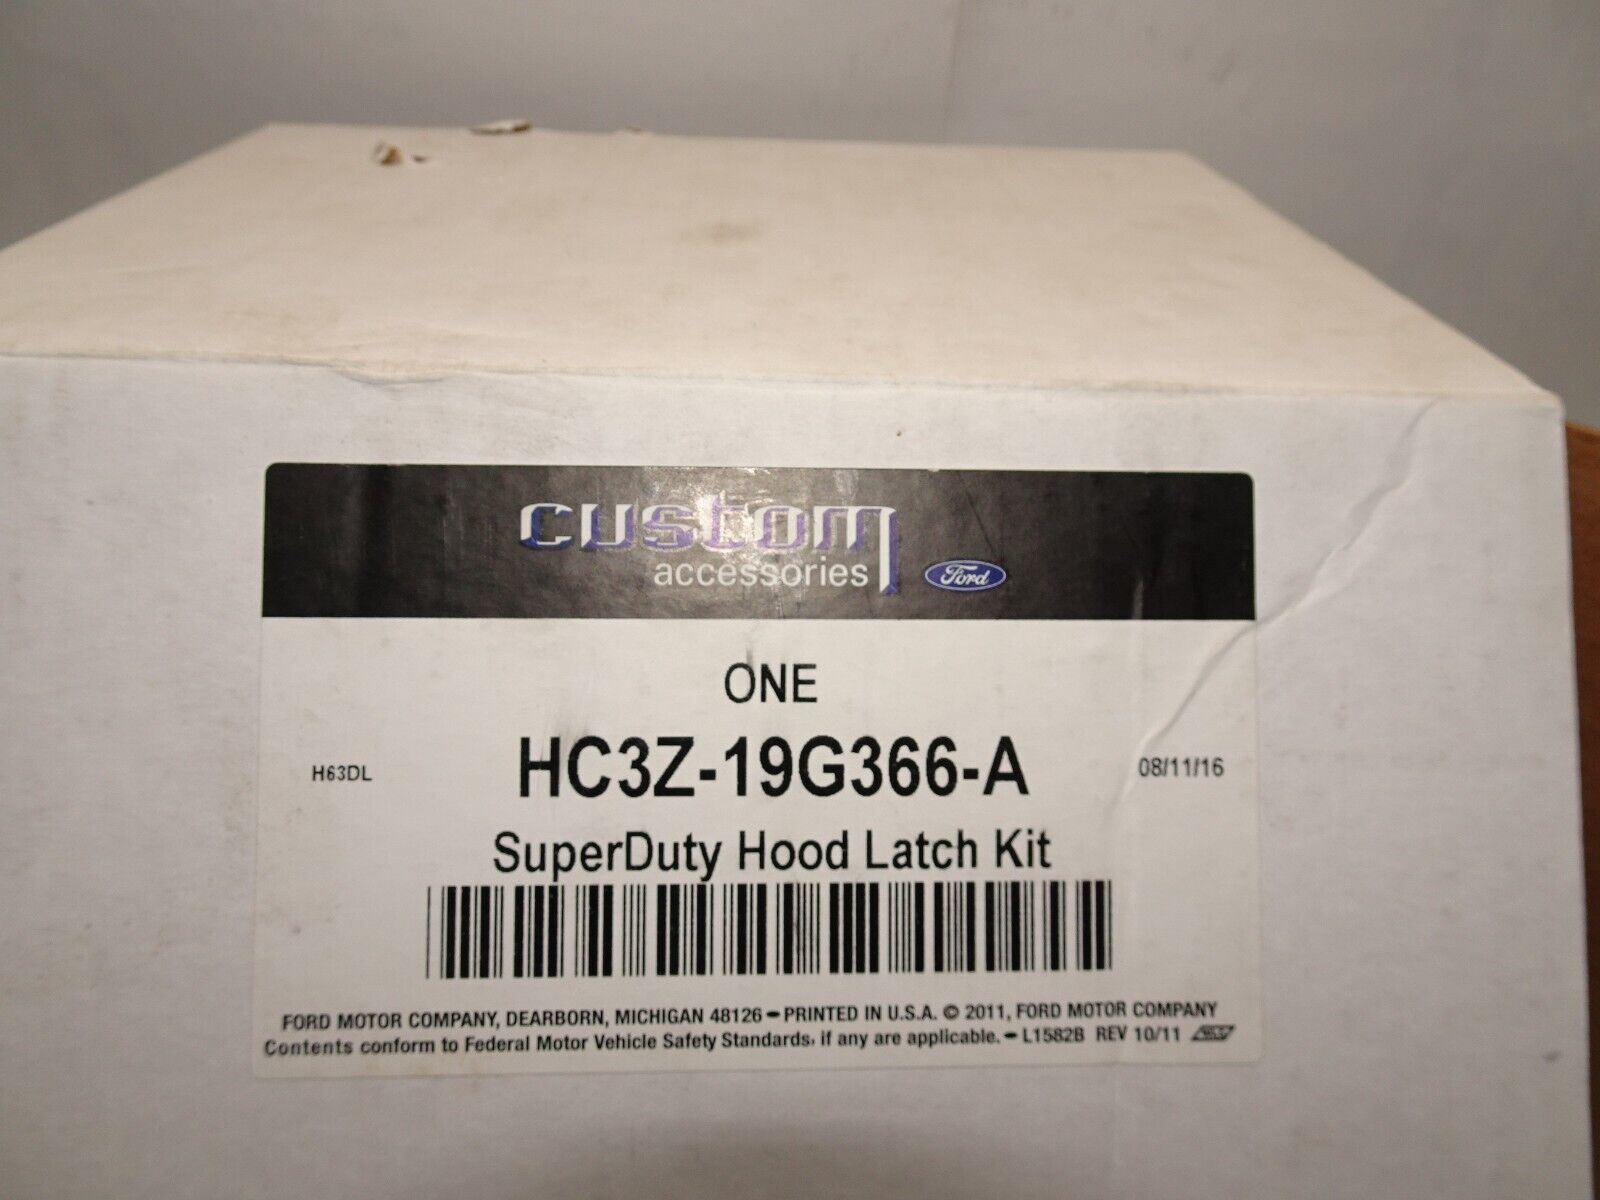 custom
accessories Ford
ONE
H63DL HC3Z-19G366-A 08/11/16
SuperDuty Hood Latch Kit
FORD MOTOR COMPANY, DEARBORN, MICHIGAN 48126 – PRINTED IN U.S.A. © 2011, FORD MOTOR COMPANY
Contents conform to Federal Motor Vehicle Safety Standards, if any are applicable. – L1582B REV 10/11